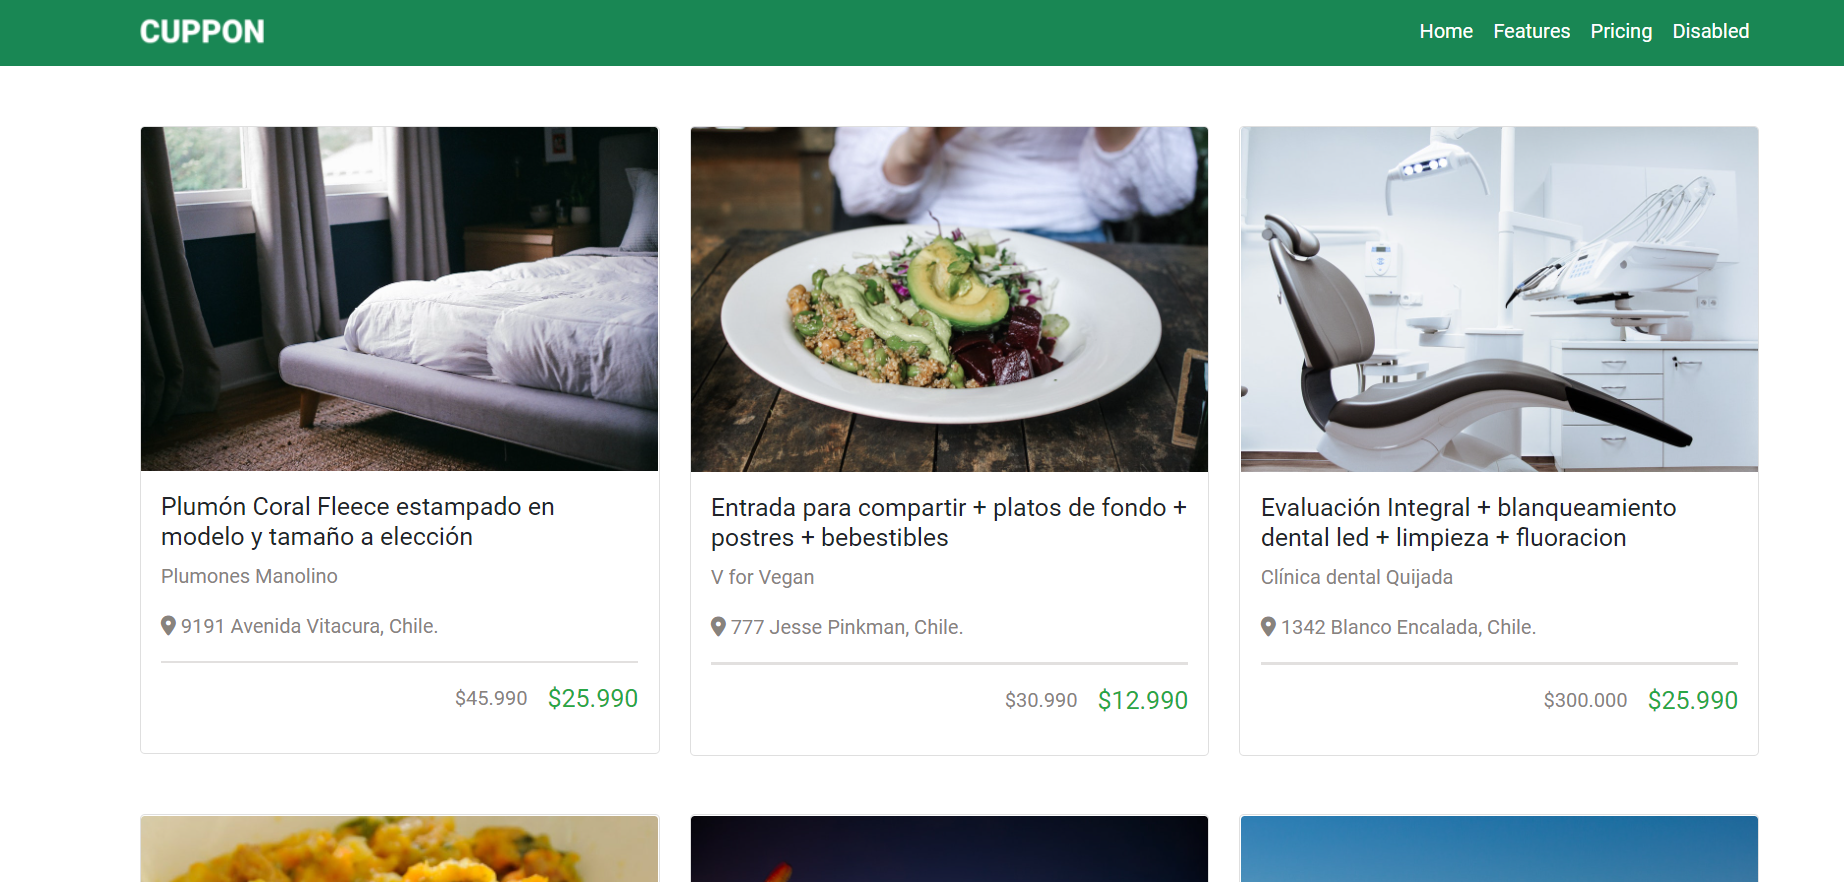 CUPPON
Home Features Pricing Disabled
Plumón Coral Fleece estampado en
modelo y tamaño a elección
Plumones Manolino
9191 Avenida Vitacura, Chile.
$45.990 $25.990
Entrada para compartir + platos de fondo +
postres + bebestibles
V for Vegan
777 Jesse Pinkman, Chile.
$30.990 $12.990
Evaluación Integral + blanqueamiento
dental led + limpieza + fluoracion
Clínica dental Quijada
1342 Blanco Encalada, Chile.
$300.000 $25.990